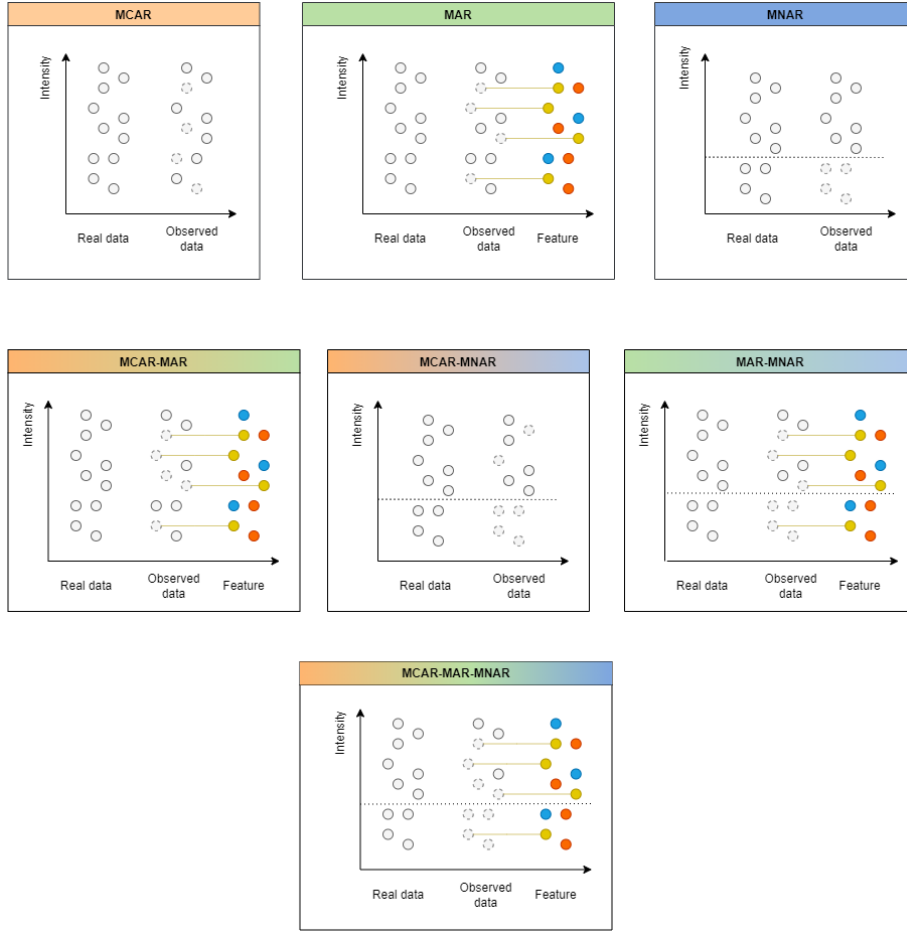 MCAR
Intensity
Real data
Observed
data
MAR
Intensity
Real data
Observed
data
Feature
MNAR
Intensity
Real data
Observed
data
MCAR-MAR
Intensity
Real data
Observed
data
Feature
MCAR-MNAR
Intensity
Real data
Observed
data
MAR-MNAR
Intensity
Real data
Observed
data
Feature
MCAR-MAR-MNAR
Intensity
Real data
Observed
data
Feature